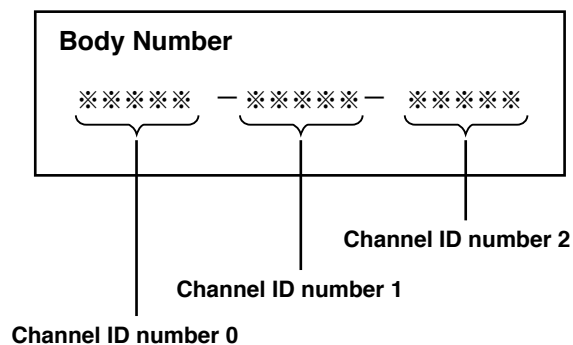 Body Number
※※※※※ – ※※※※※ – ※※※※※
Channel ID number 2
Channel ID number 1
Channel ID number 0